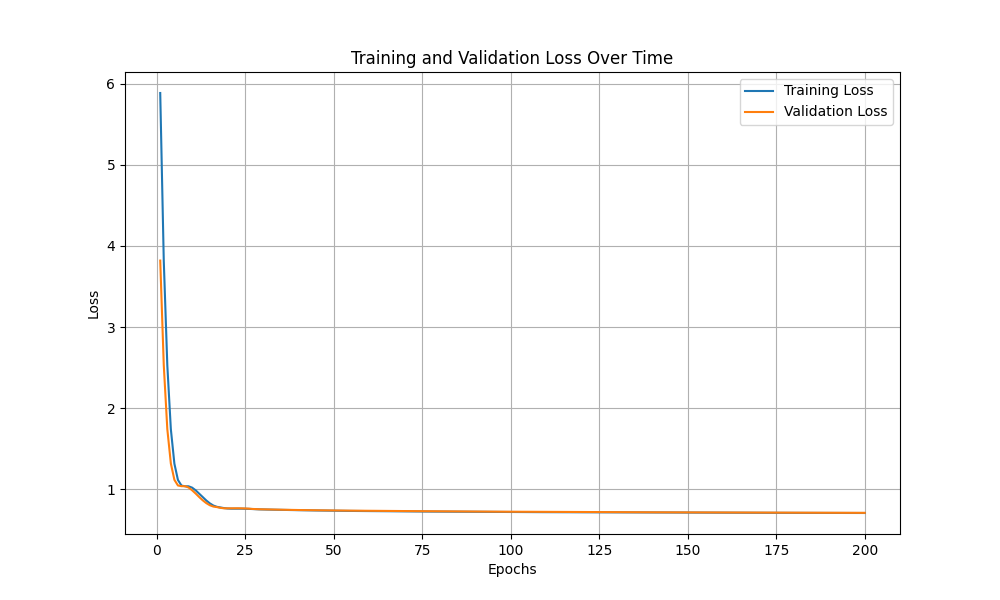 Training and Validation Loss Over Time
Training Loss
Validation Loss
6
5
4
3
2
1
Loss
0 25 50 75 100 125 150 175 200
Epochs